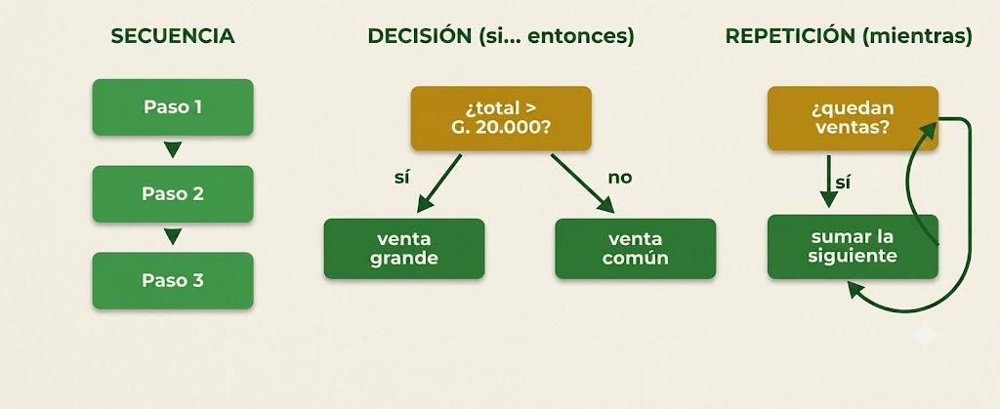 SECUENCIA
Paso 1
Paso 2
Paso 3
DECISIÓN (si... entonces)
¿total >
G. 20.000?
sí
no
venta
grande
venta
común
REPETICIÓN (mientras)
¿quedan
ventas?
sí
sumar la
siguiente